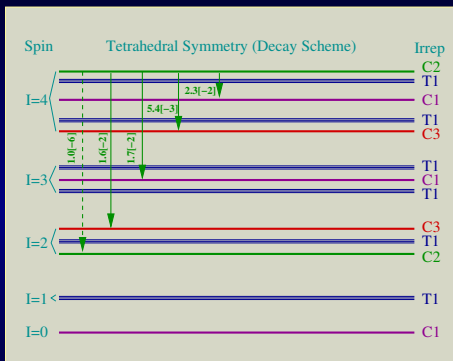 Spin Tetrahedral Symmetry (Decay Scheme) Irrep
C2
T1
2.3[-2]
I=4 C1
5.4[-3]
T1
C3
1.0[-6]
1.6[-2]
1.7[-2]
T1
I=3 C1
T1
C3
I=2 T1
C2
I=1 T1
I=0 C1